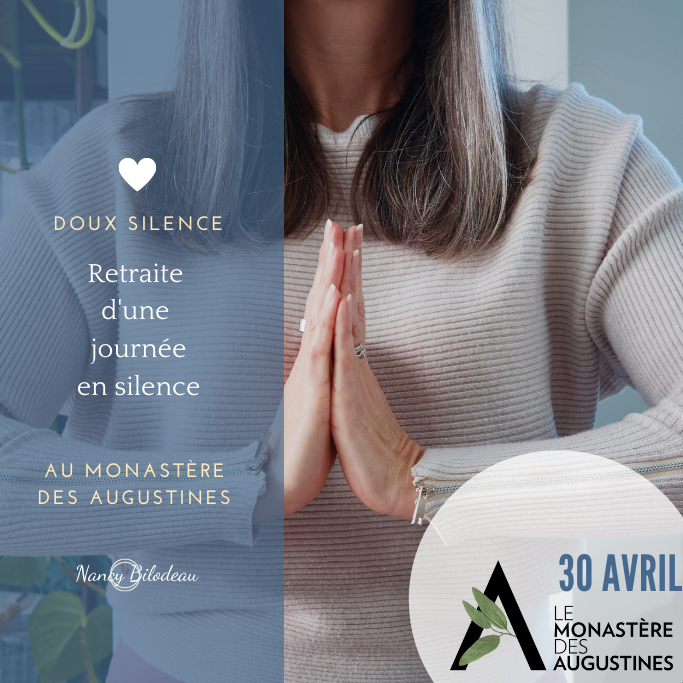 DOUX SILENCE
Retraite
d'une
journée
en silence
AU MONASTÈRE
DES AUGUSTINES
Nancy Bilodeau
30 AVRIL
LE
MONASTÈRE
DES
AUGUSTINES